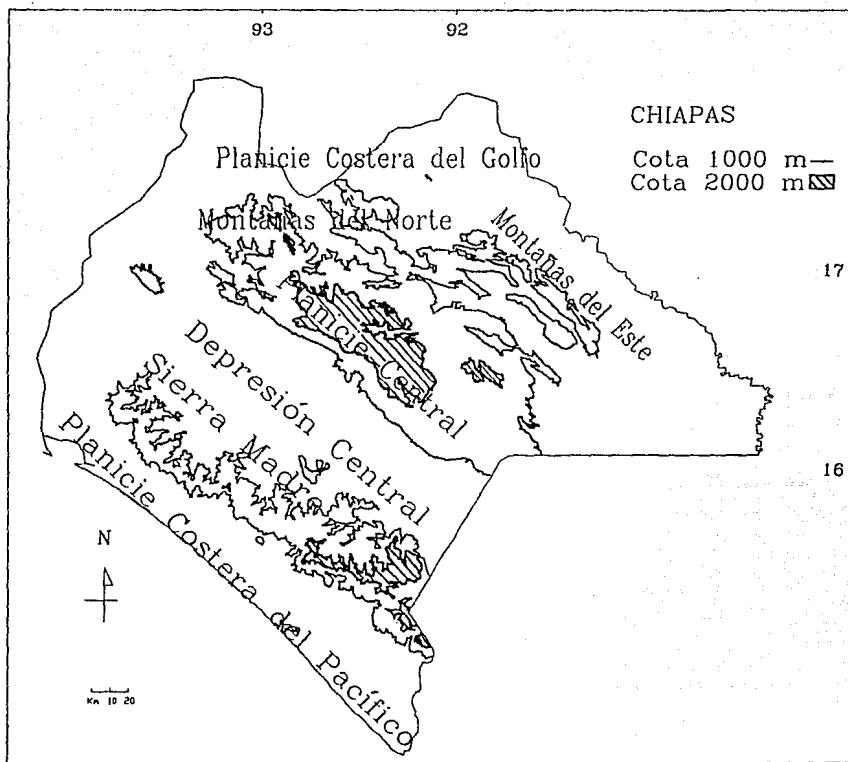 93 92
CHIAPAS
Cota 1000 m
Cota 2000 m
Planicie Costera del Golfo
Montañas del Norte
Montañas del Este
17
Planicie Central
Depresión Central
Sierra Madre
16
Planicie Costera del Pacífico
N
Km 10 20